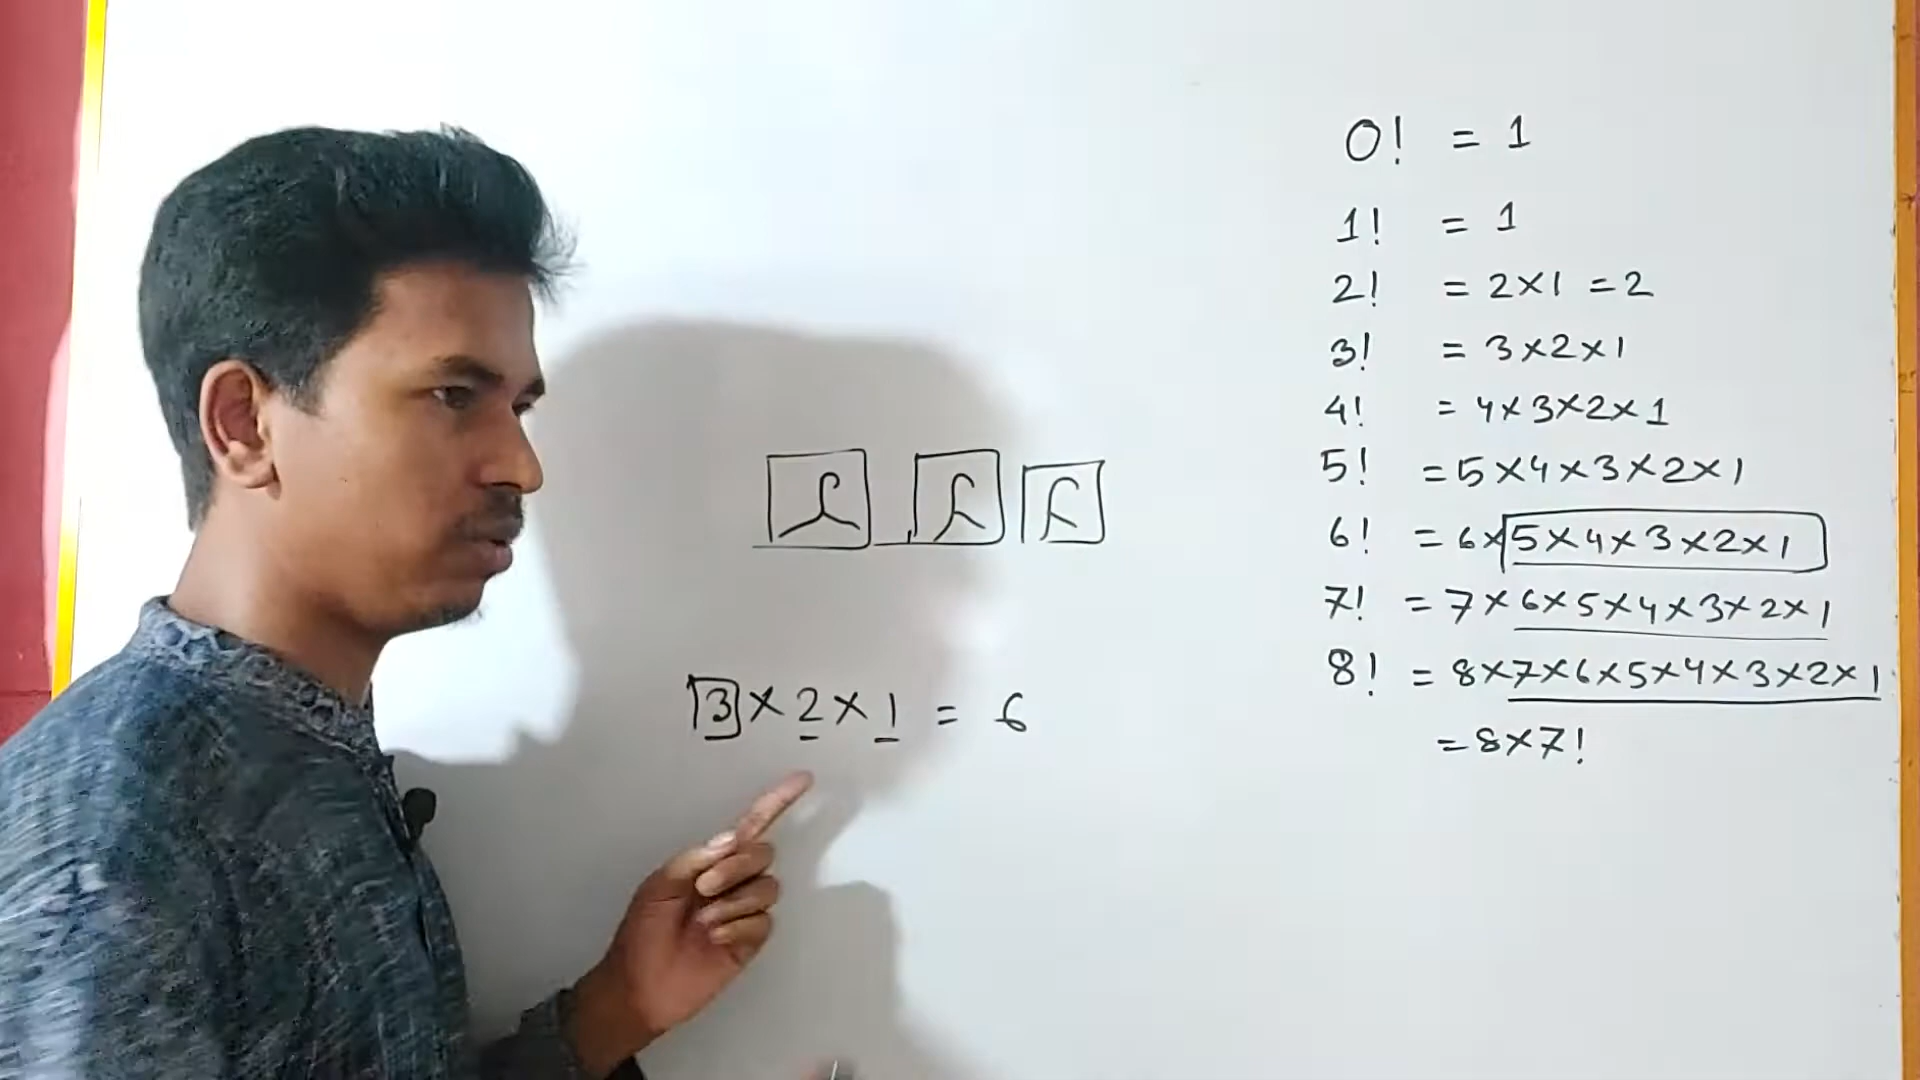 3×2×1 = 6
0! = 1
1! = 1
2! = 2×1 = 2
3! = 3×2×1
4! = 4×3×2×1
5! = 5×4×3×2×1
6! = 6×5×4×3×2×1
7! = 7×6×5×4×3×2×1
8! = 8×7×6×5×4×3×2×1
= 8×7!